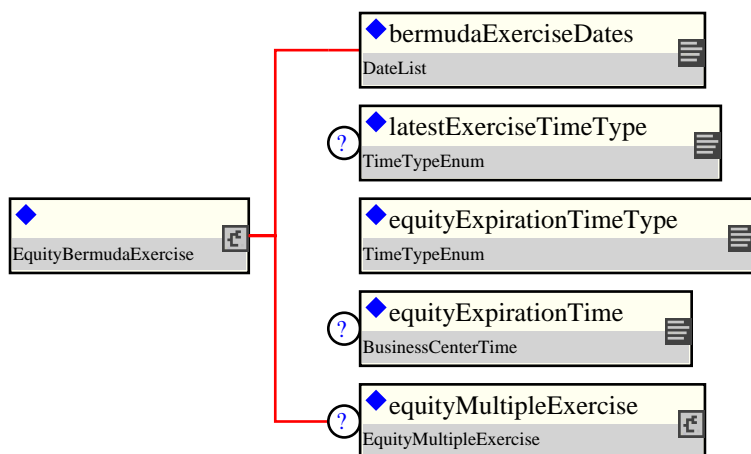 bermudaExerciseDates
DateList
?
latestExerciseTimeType
TimeTypeEnum
EquityBermudaExercise
equityExpirationTimeType
TimeTypeEnum
?
equityExpirationTime
BusinessCenterTime
?
equityMultipleExercise
EquityMultipleExercise